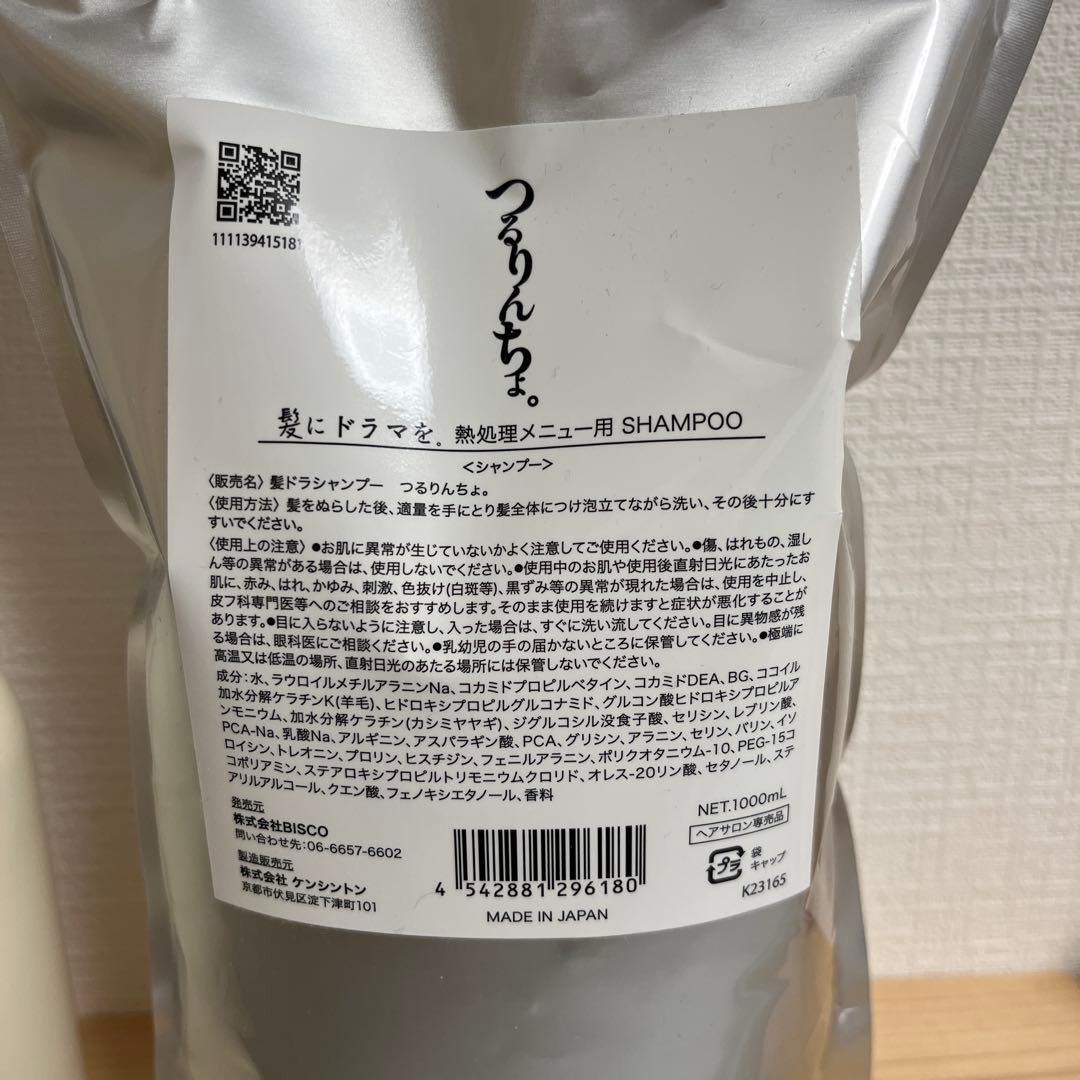 111139415181
つるりんちょ。
髪にドラマを。熱処理メニュー用 SHAMPOO
<シャンプー>
〈販売名〉髪ドラシャンプー つるりんちょ。
〈使用方法〉髪をぬらした後、適量を手にとり髪全体につけ泡立てながら洗い、その後十分にす
すいでください。
〈使用上の注意〉●お肌に異常が生じていないかよく注意してご使用ください。●傷、はれもの、湿し
ん等の異常がある場合は、使用しないでください。●使用中のお肌や使用後直射日光にあたったお
肌に、赤み、はれ、かゆみ、刺激、色抜け(白斑等)、黒ずみ等の異常が現れた場合は、使用を中止し、
皮フ科専門医等へのご相談をおすすめします。そのまま使用を続けますと症状が悪化することが
あります。●目に入らないように注意し、入った場合は、すぐに洗い流してください。目に異物感が残
る場合は、眼科医にご相談ください。●乳幼児の手の届かないところに保管してください。●極端に
高温又は低温の場所、直射日光のあたる場所には保管しないでください。
成分:水、ラウロイルメチルアラニンNa、コカミドプロピルベタイン、コカミドDEA、BG、ココイル
加水分解ケラチンK(羊毛)、ヒドロキシプロピルグルコナミド、グルコン酸ヒドロキシプロピルア
ンモニウム、加水分解ケラチン(カシミヤヤギ)、ジグルコシル没食子酸、セリシン、レブリン酸、
PCA-Na、乳酸Na、アルギニン、アスパラギン酸、PCA、グリシン、アラニン、セリン、バリン、イソ
ロイシン、トレオニン、プロリン、ヒスチジン、フェニルアラニン、ポリクオタニウム-10、PEG-15コ
コポリアミン、ステアロキシプロピルトリモニウムクロリド、オレス-20リン酸、セタノール、ステ
アリルアルコール、クエン酸、フェノキシエタノール、香料
発売元
株式会社BISCO
問い合わせ先:06-6657-6602
製造販売元
株式会社 ケンシントン
京都市伏見区淀下津町101
4 542881 296180
MADE IN JAPAN
NET.1000mL
ヘアサロン専売品
プラ
袋
キャップ
K23165